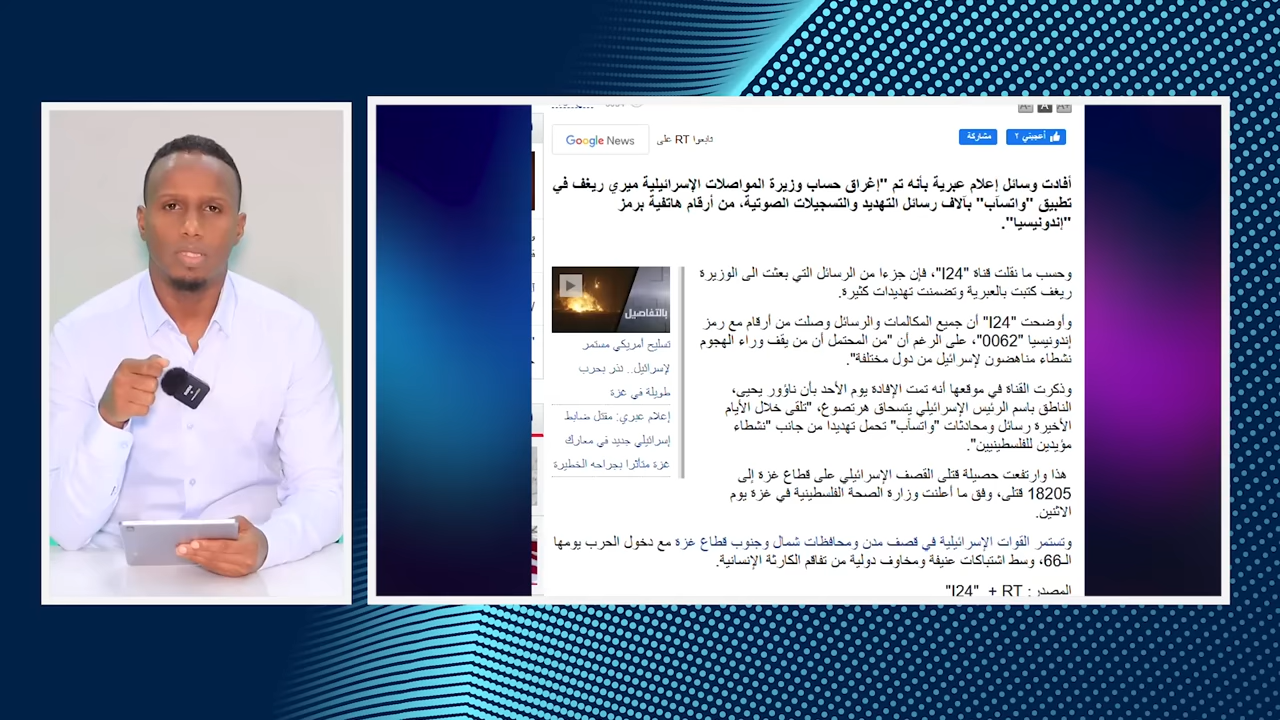 Google News
تابعوا RT على
مشاركة
أعجبني ٢
أفادت وسائل إعلام عبرية بأنه تم "إغراق حساب وزيرة المواصلات الإسرائيلية ميري ريغف في
تطبيق "واتسآب" بآلاف رسائل التهديد والتسجيلات الصوتية، من أرقام هاتفية برمز
"إندونيسيا".
وحسب ما نقلت قناة "I24"، فإن جزءا من الرسائل التي بعثت الى الوزيرة
ريغف كتبت بالعبرية وتضمنت تهديدات كثيرة.
وأوضحت "I24" أن جميع المكالمات والرسائل وصلت من أرقام مع رمز
إندونيسيا "0062"، على الرغم أن "من المحتمل أن من يقف وراء الهجوم
نشطاء مناهضون لإسرائيل من دول مختلفة".
وذكرت القناة في موقعها أنه تمت الإفادة يوم الأحد بأن ناؤور يحيى،
الناطق باسم الرئيس الإسرائيلي يتسحاق هرتصوغ، "تلقى خلال الأيام
الأخيرة رسائل ومحادثات "واتسآب" تحمل تهديدا من جانب "نشطاء
مؤيدين للفلسطينيين".
هذا وارتفعت حصيلة قتلى القصف الإسرائيلي على قطاع غزة إلى
18205 قتلى، وفق ما أعلنت وزارة الصحة الفلسطينية في غزة يوم
الاثنين.
وتستمر القوات الإسرائيلية في قصف مدن ومحافظات شمال وجنوب قطاع غزة مع دخول الحرب يومها
الـ66، وسط اشتباكات عنيفة ومخاوف دولية من تفاقم الكارثة الإنسانية.
المصدر: RT + "I24"
بالتفاصيل
تسليح أمريكي مستمر
لإسرائيل.. نذر بحرب
طويلة في غزة
إعلام عبري: مقتل ضابط
إسرائيلي جديد في معارك
غزة متأثرا بجراحه الخطيرة